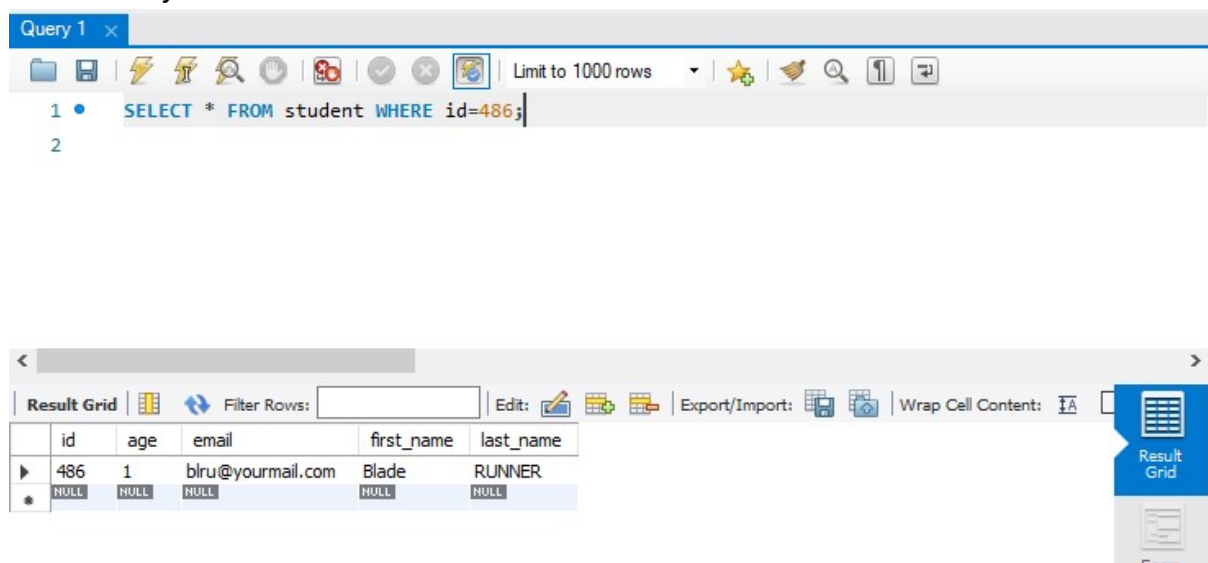 Query 1
Limit to 1000 rows
1 SELECT * FROM student WHERE id=486;
2
Result Grid Filter Rows: Edit: Export/Import: Wrap Cell Content:
id age email first_name last_name
486 1 blru@yourmail.com Blade RUNNER
NULL NULL NULL NULL NULL
Result
Grid